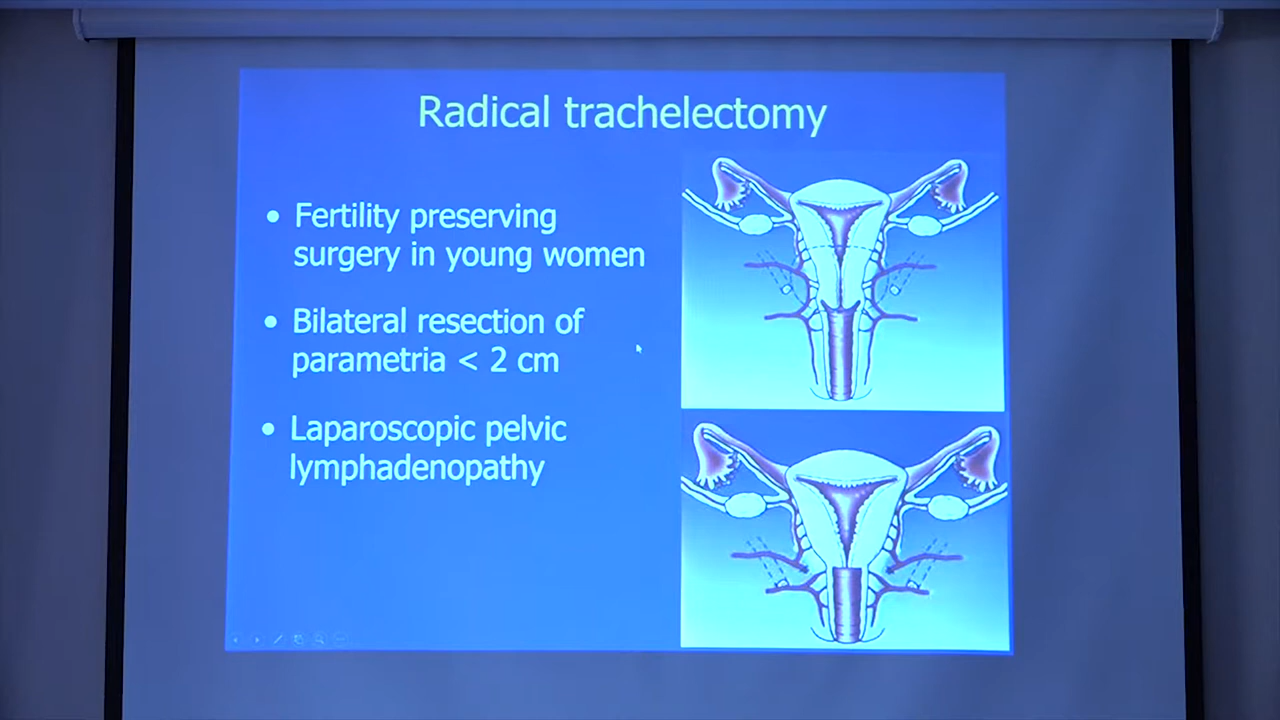 Radical trachelectomy
• Fertility preserving
surgery in young women
• Bilateral resection of
parametria < 2 cm
• Laparoscopic pelvic
lymphadenopathy